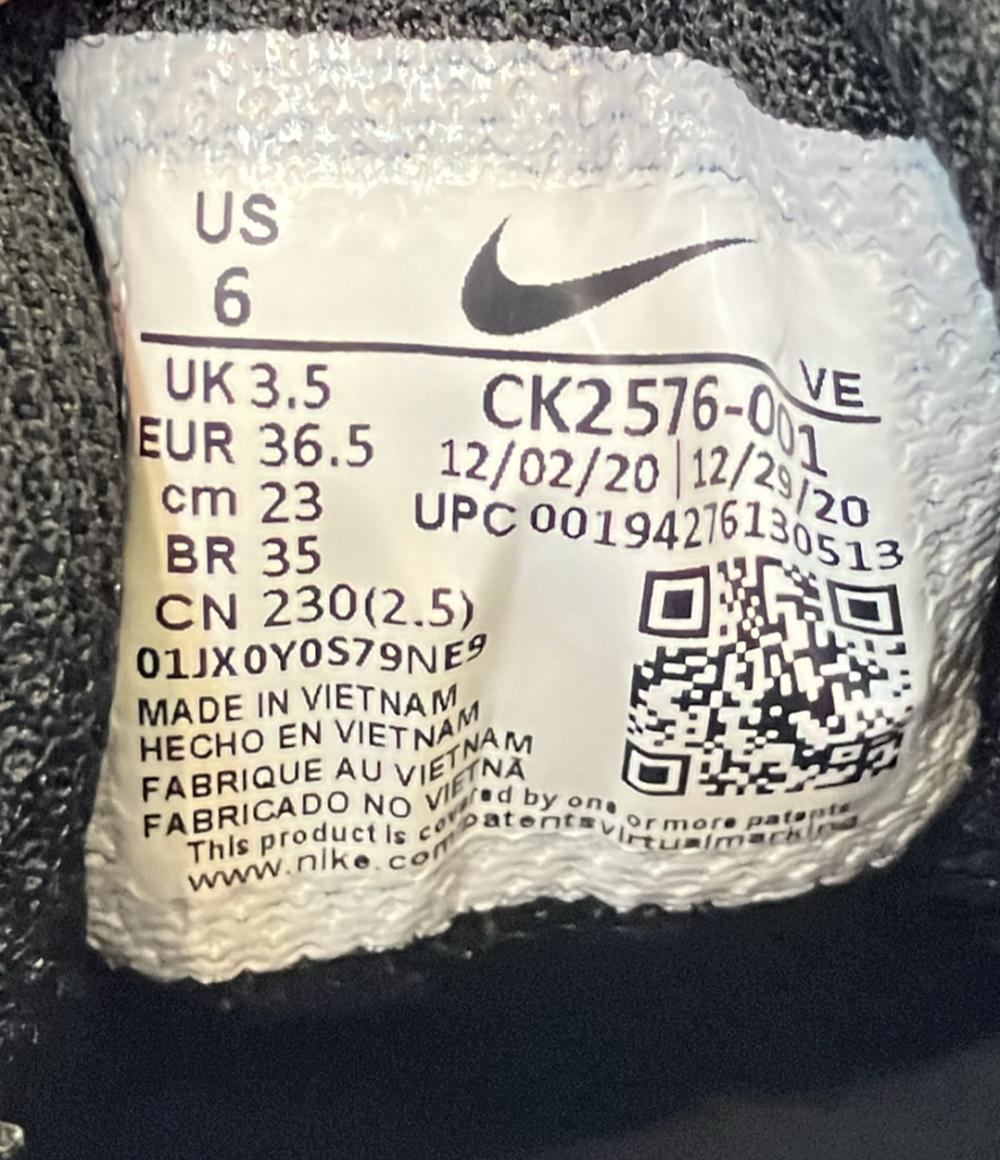 US
6
VE
UK 3.5
EUR 36.5
cm 23
BR 35
CN 230(2.5)
CK2576-001
12/02/20 | 12/29/20
UPC 00194276130513
01JX0Y0S79NE9
MADE IN VIETNAM
HECHO EN VIETNAM
FABRIQUE AU VIETNAM
FABRICADO NO VIETNÃ
This product is covered by one or more patents
www.nike.com patentsvirtualmarking